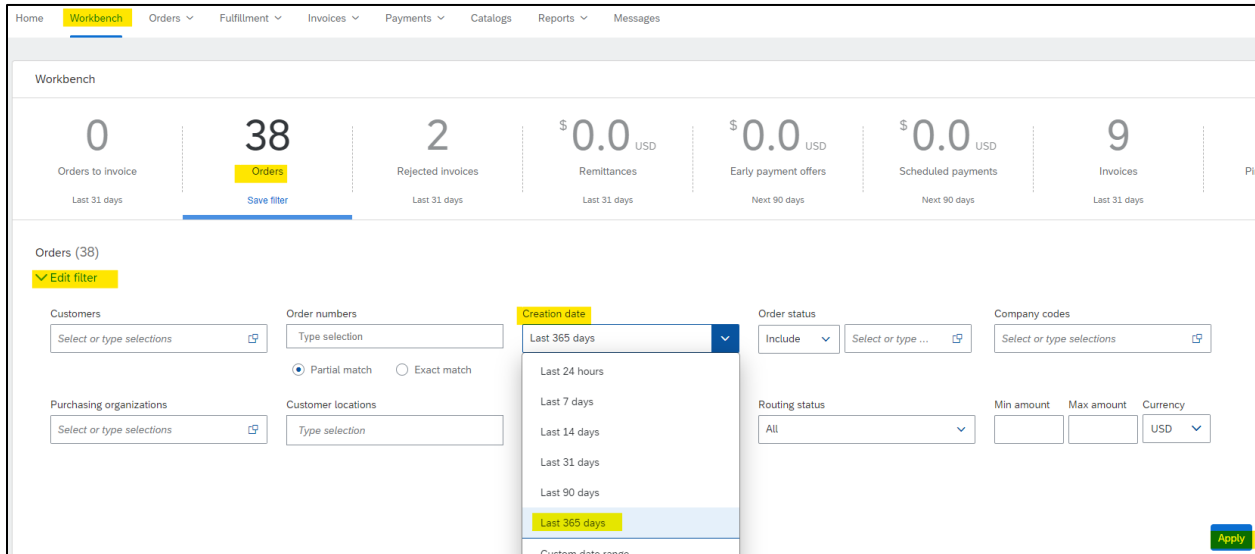 Home Workbench Orders Fulfillment Invoices Payments Catalogs Reports Messages
Workbench
0 38 2 $ 0.0 USD $ 0.0 USD $ 0.0 USD 9
Orders to invoice Orders Rejected invoices Remittances Early payment offers Scheduled payments Invoices Pi
Last 31 days Save filter Last 31 days Last 31 days Next 90 days Next 90 days Last 31 days
Orders (38)
Edit filter
Customers Order numbers Creation date Order status Company codes
Select or type selections Type selection Last 365 days Include Select or type ... Select or type selections
Partial match Exact match
Last 24 hours
Last 7 days
Purchasing organizations Customer locations Routing status Min amount Max amount Currency
Select or type selections Type selection Last 14 days All USD
Last 31 days
Last 90 days
Last 365 days
Custom date range
Apply